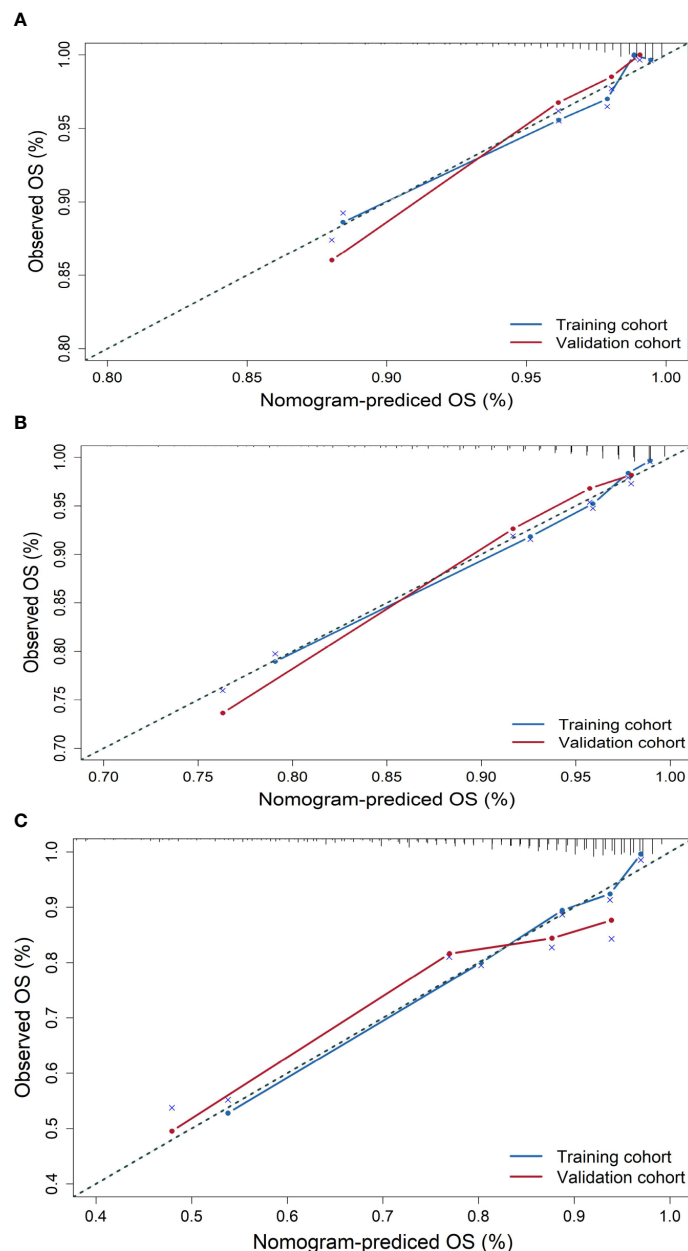 A
1.00
0.95
0.90
0.85
0.80
Observed OS (%)
Training cohort
Validation cohort
0.80 0.85 0.90 0.95 1.00
Nomogram-prediced OS (%)
B
1.00
0.95
0.90
0.85
0.80
0.75
0.70
Observed OS (%)
Training cohort
Validation cohort
0.70 0.75 0.80 0.85 0.90 0.95 1.00
Nomogram-prediced OS (%)
C
1.0
0.9
0.8
0.7
0.6
0.5
0.4
Observed OS (%)
Training cohort
Validation cohort
0.4 0.5 0.6 0.7 0.8 0.9 1.0
Nomogram-prediced OS (%)